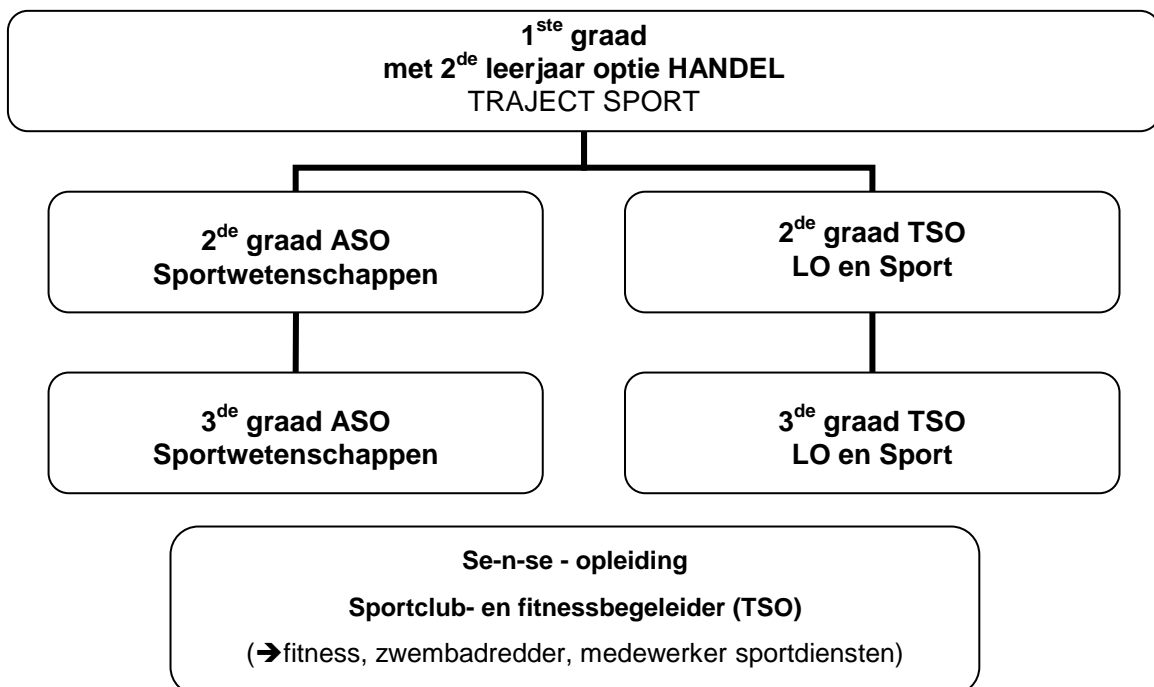 1ste graad
met 2de leerjaar optie HANDEL
TRAJECT SPORT
2de graad ASO
Sportwetenschappen
2de graad TSO
LO en Sport
3de graad ASO
Sportwetenschappen
3de graad TSO
LO en Sport
Se-n-se - opleiding
Sportclub- en fitnessbegeleider (TSO)
(➔fitness, zwembadredder, medewerker sportdiensten)